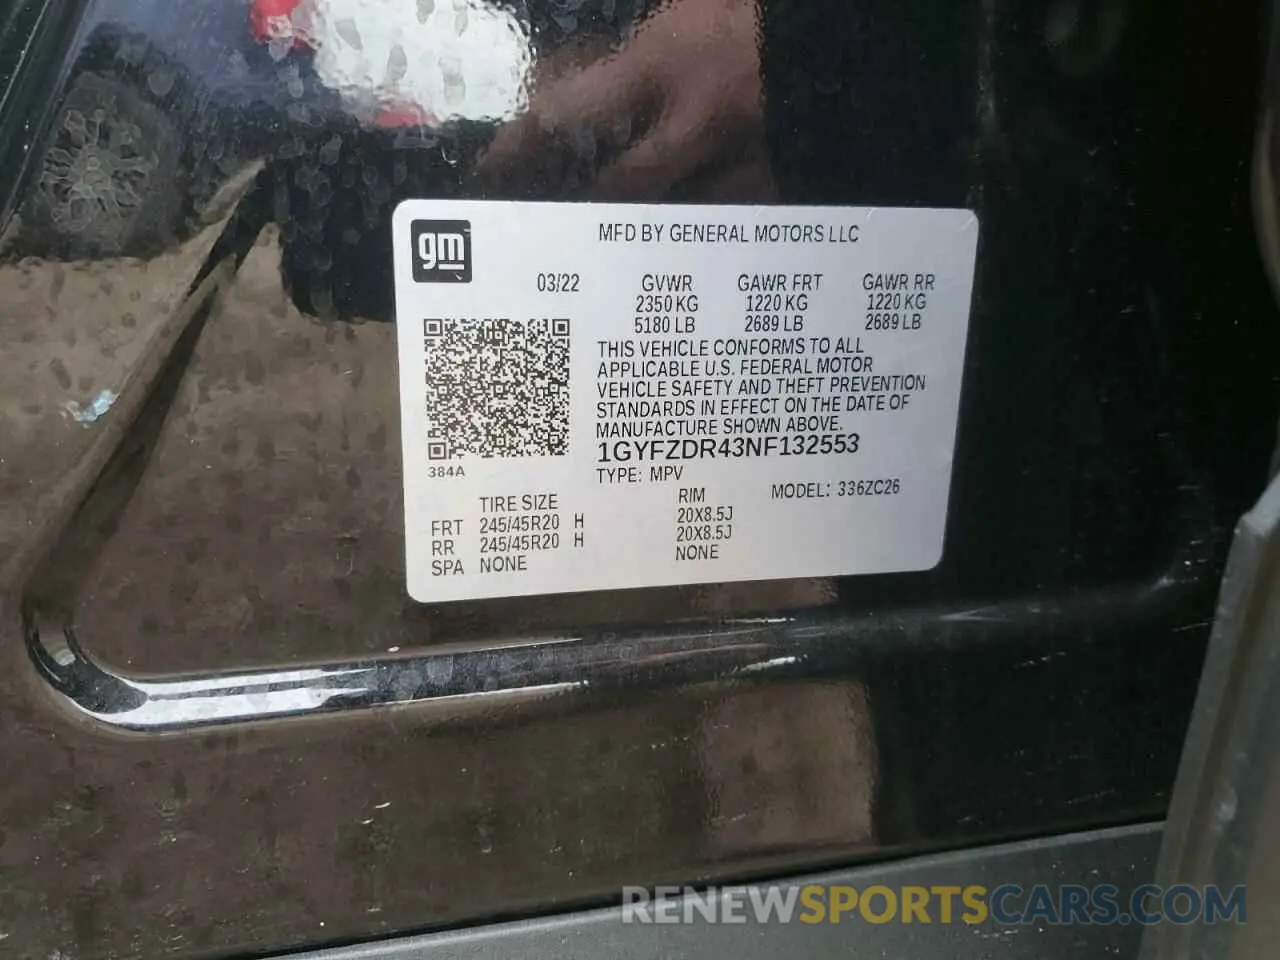 gm
MFD BY GENERAL MOTORS LLC
03/22 GVWR GAWR FRT GAWR RR
2350 KG 1220 KG 1220 KG
5180 LB 2689 LB 2689 LB
THIS VEHICLE CONFORMS TO ALL
APPLICABLE U.S. FEDERAL MOTOR
VEHICLE SAFETY AND THEFT PREVENTION
STANDARDS IN EFFECT ON THE DATE OF
MANUFACTURE SHOWN ABOVE.
1GYFZDR43NF132553
384A
TYPE: MPV
TIRE SIZE RIM MODEL: 336ZC26
FRT 245/45R20 H 20X8.5J
RR 245/45R20 H 20X8.5J
SPA NONE NONE
RENEWSPORTSCARS.COM